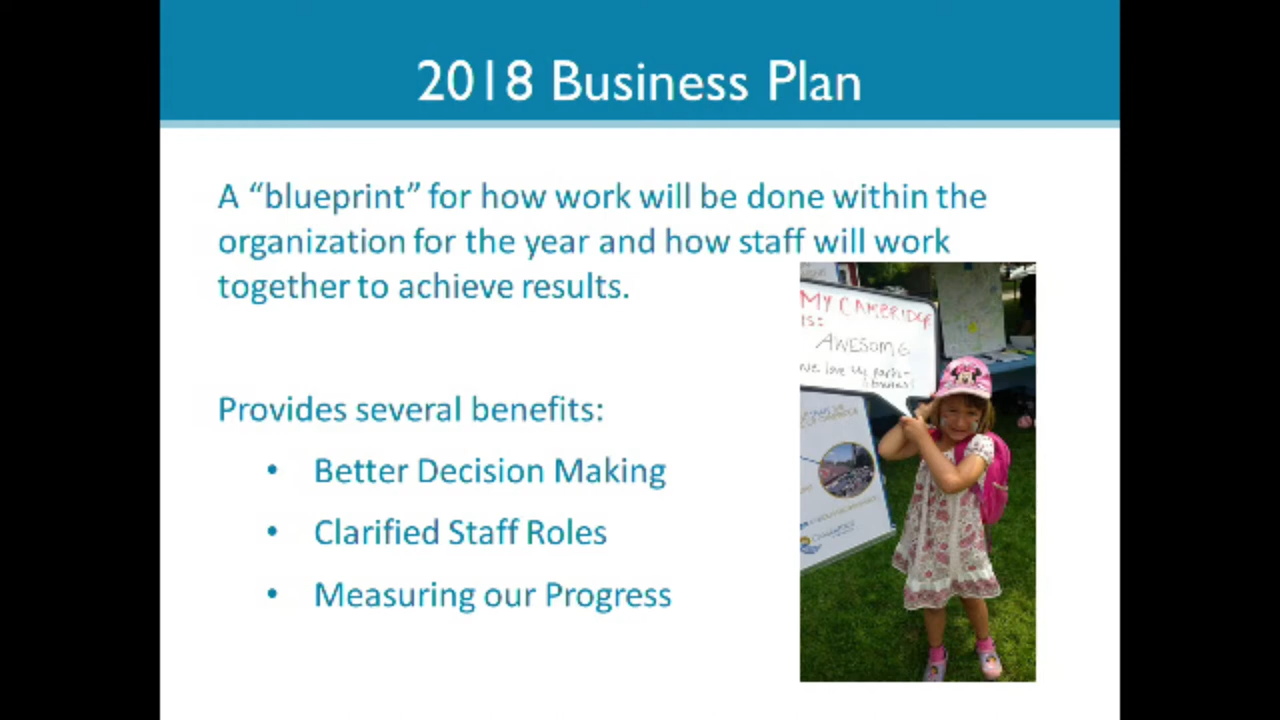 2018 Business Plan
A “blueprint” for how work will be done within the
organization for the year and how staff will work
together to achieve results.
Provides several benefits:
• Better Decision Making
• Clarified Staff Roles
• Measuring our Progress
MY CAMBRIDGE
IS:
AWESOME
We love